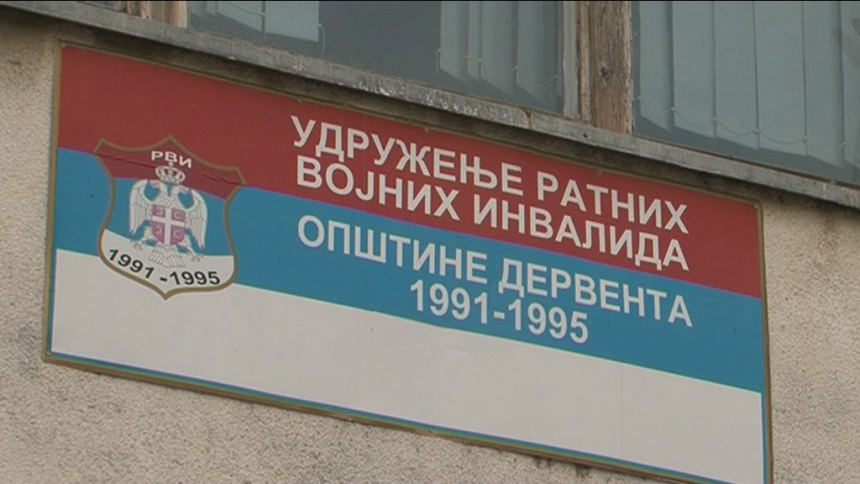 РВИ
1991-1995
УДРУЖЕЊЕ РАТНИХ
ВОЈНИХ ИНВАЛИДА
ОПШТИНЕ ДЕРВЕНТА
1991-1995